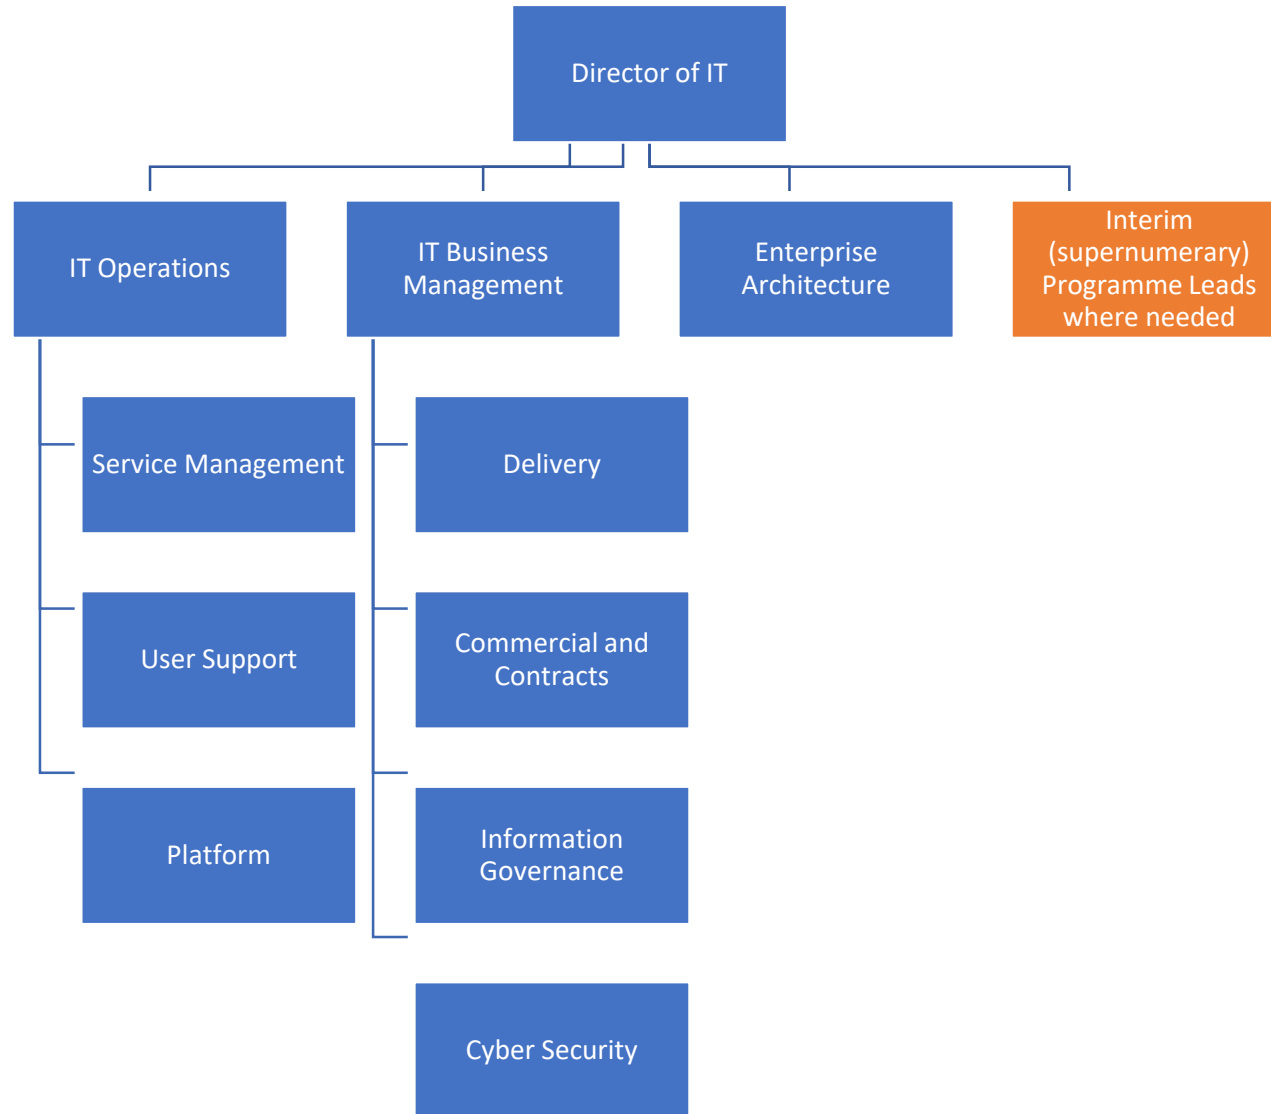 Director of IT
IT Operations
IT Business
Management
Enterprise
Architecture
Interim
(supernumerary)
Programme Leads
where needed
Service Management
Delivery
User Support
Commercial and
Contracts
Platform
Information
Governance
Cyber Security